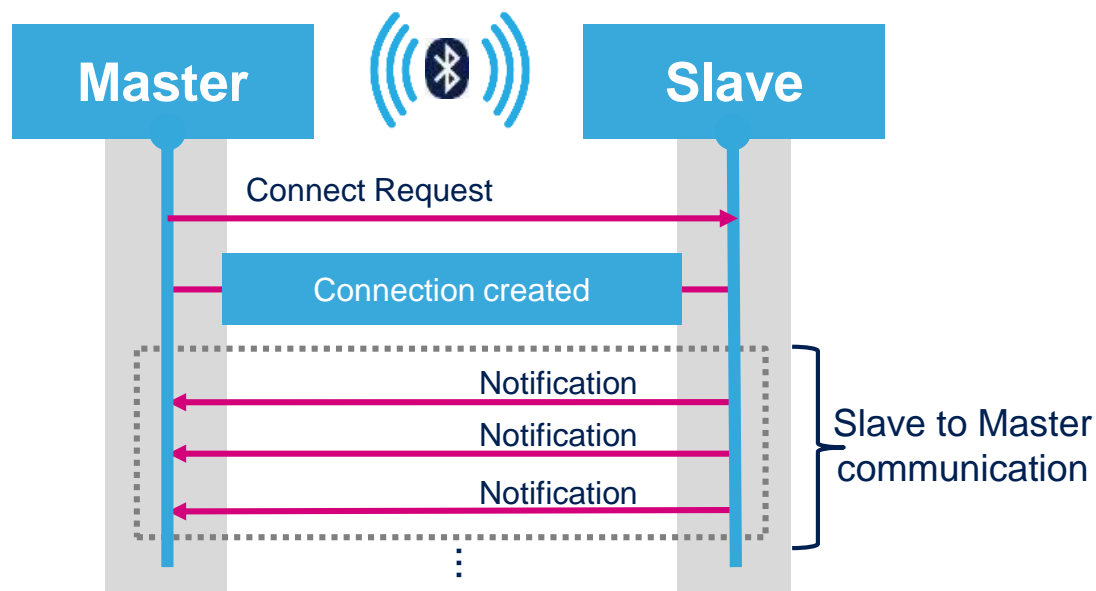 Master
Slave
Connect Request
Connection created
Notification
Notification
Notification
Slave to Master
communication
...